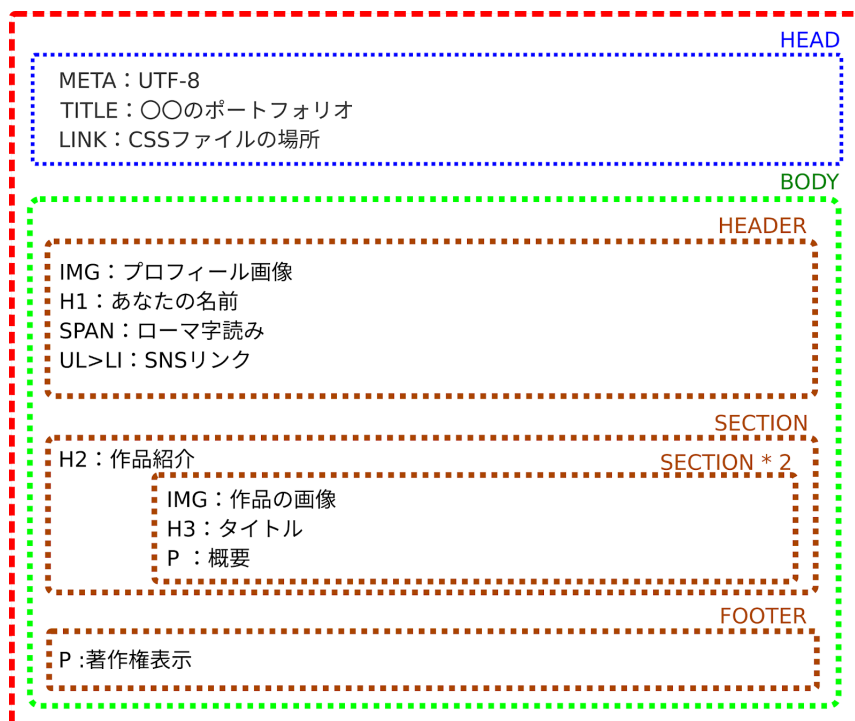 HEAD
META：UTF-8
TITLE：〇〇のポートフォリオ
LINK：CSSファイルの場所
BODY
HEADER
IMG：プロフィール画像
H1：あなたの名前
SPAN：ローマ字読み
UL>LI：SNSリンク
SECTION
H2：作品紹介
SECTION * 2
IMG：作品の画像
H3：タイトル
P ：概要
FOOTER
P :著作権表示